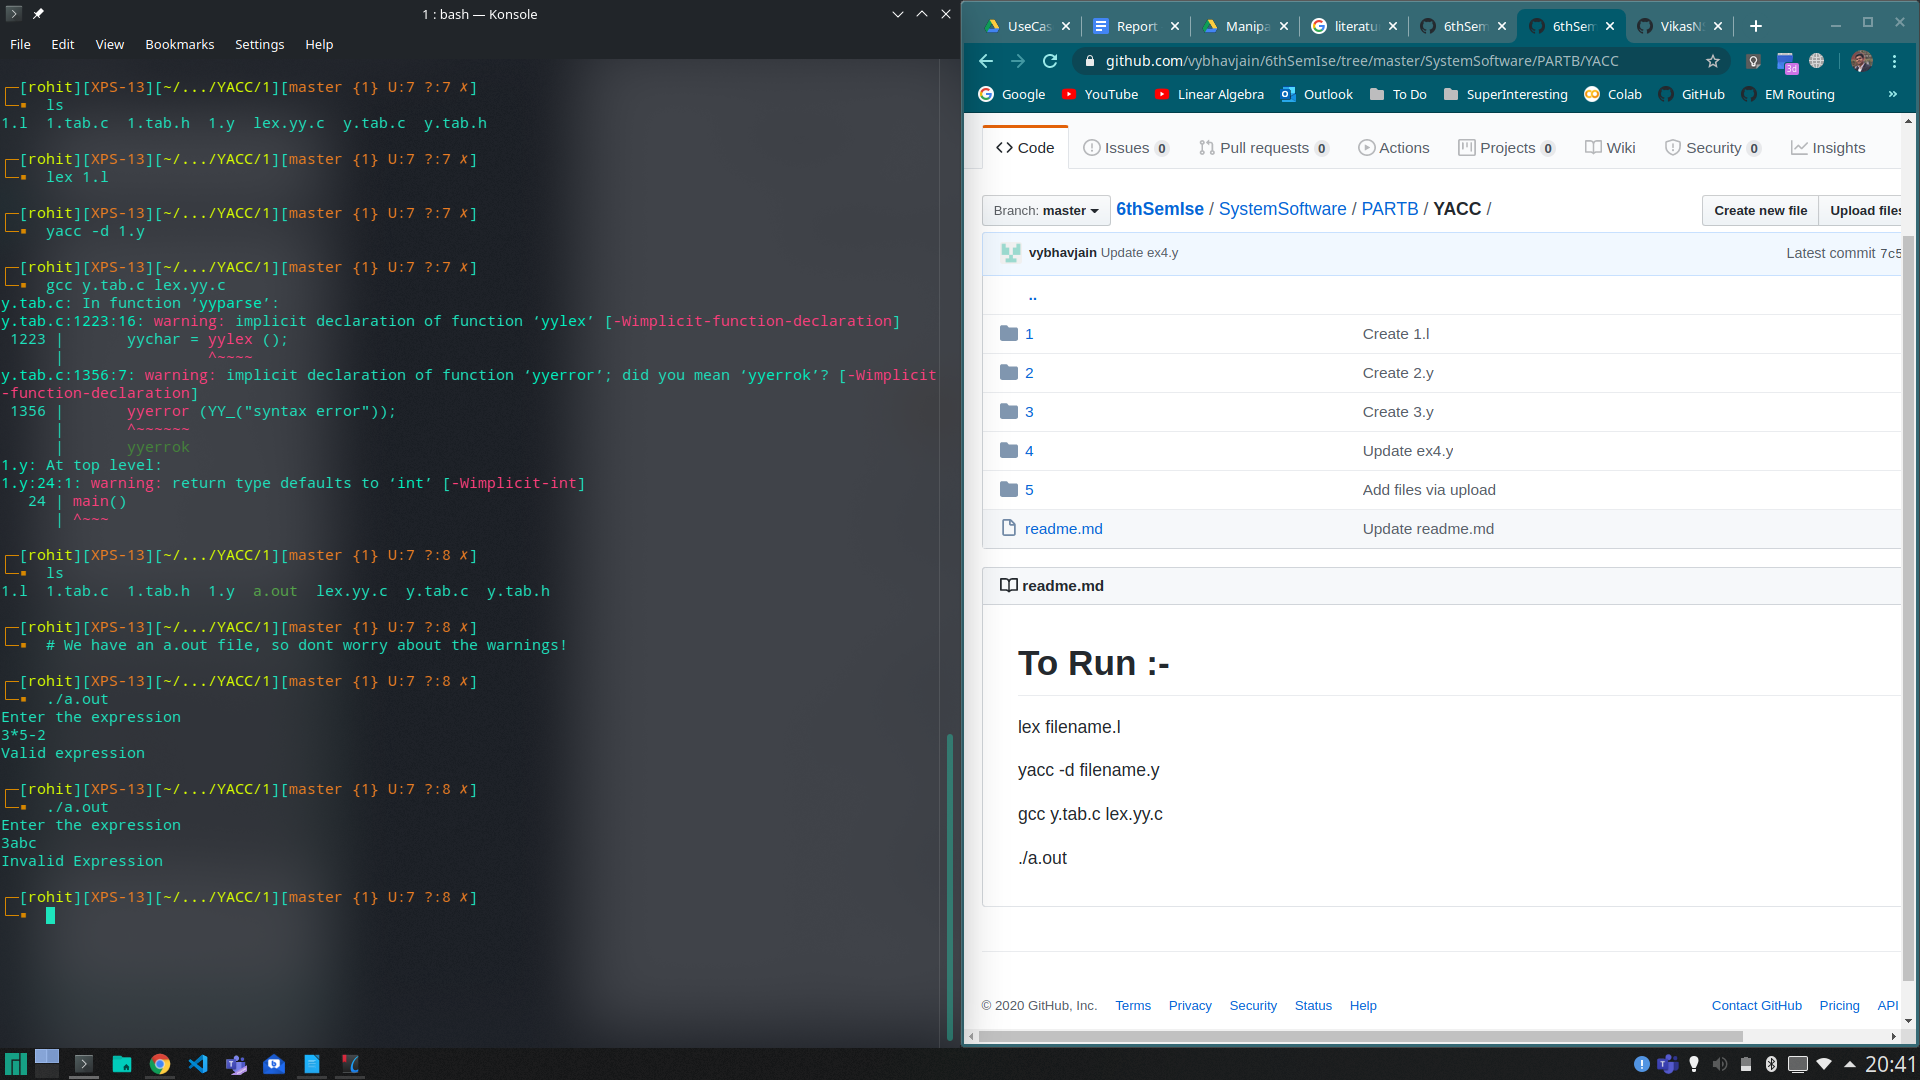 1 : bash — Konsole
File Edit View Bookmarks Settings Help
[rohit][XPS-13][~/.../YACC/1][master {1} U:7 ?:7 ✗]
ls
1.l 1.tab.c 1.tab.h 1.y lex.yy.c y.tab.c y.tab.h
[rohit][XPS-13][~/.../YACC/1][master {1} U:7 ?:7 ✗]
lex 1.l
[rohit][XPS-13][~/.../YACC/1][master {1} U:7 ?:7 ✗]
yacc -d 1.y
[rohit][XPS-13][~/.../YACC/1][master {1} U:7 ?:7 ✗]
gcc y.tab.c lex.yy.c
y.tab.c: In function ‘yyparse’:
y.tab.c:1223:16: warning: implicit declaration of function ‘yylex’ [-Wimplicit-function-declaration]
1223 | yychar = yylex ();
| ^~~~~
y.tab.c:1356:7: warning: implicit declaration of function ‘yyerror’; did you mean ‘yyerrok’? [-Wimplicit
-function-declaration]
1356 | yyerror (YY_("syntax error"));
| ^~~~~~~
| yyerrok
1.y: At top level:
1.y:24:1: warning: return type defaults to ‘int’ [-Wimplicit-int]
24 | main()
| ^~~~
[rohit][XPS-13][~/.../YACC/1][master {1} U:7 ?:8 ✗]
ls
1.l 1.tab.c 1.tab.h 1.y a.out lex.yy.c y.tab.c y.tab.h
[rohit][XPS-13][~/.../YACC/1][master {1} U:7 ?:8 ✗]
# We have an a.out file, so dont worry about the warnings!
[rohit][XPS-13][~/.../YACC/1][master {1} U:7 ?:8 ✗]
./a.out
Enter the expression
3*5-2
Valid expression
[rohit][XPS-13][~/.../YACC/1][master {1} U:7 ?:8 ✗]
./a.out
Enter the expression
3abc
Invalid Expression
[rohit][XPS-13][~/.../YACC/1][master {1} U:7 ?:8 ✗]
UseCas Report Manipa literatu 6thSem 6thSem VikasN
github.com/vybhavjain/6thSemIse/tree/master/SystemSoftware/PARTB/YACC
3d
Google YouTube Linear Algebra Outlook To Do SuperInteresting Colab GitHub EM Routing »
Code Issues 0 Pull requests 0 Actions Projects 0 Wiki Security 0 Insights
Branch: master 6thSemIse / SystemSoftware / PARTB / YACC / Create new file Upload files
vybhavjain Update ex4.y Latest commit 7c5
..
1 Create 1.l
2 Create 2.y
3 Create 3.y
4 Update ex4.y
5 Add files via upload
readme.md Update readme.md
readme.md
To Run :-
lex filename.l
yacc -d filename.y
gcc y.tab.c lex.yy.c
./a.out
© 2020 GitHub, Inc. Terms Privacy Security Status Help Contact GitHub Pricing API
20:41